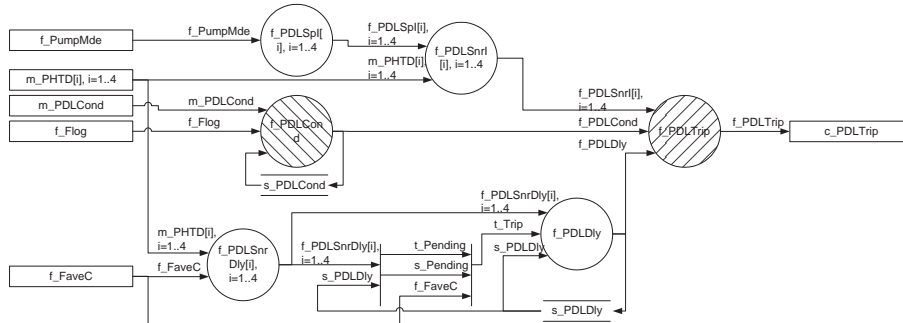 f_PumpMde
f_PumpMde
f_PDLSpl[
i], i=1..4
f_PDLSpl[i],
i=1..4
m_PHTD[i],
i=1..4
f_PDLSnrI
[i], i=1..4
m_PHTD[i], i=1..4
m_PDLCond
m_PDLCond
f_Flog
f_Flog
f_PDLCon
d
s_PDLCond
f_PDLSnrI[i],
i=1..4
f_PDLCond
f_PDLDly
f_PDLTrip
f_PDLTrip
c_PDLTrip
m_PHTD[i],
i=1..4
f_FaveC
f_FaveC
f_PDLSnr
Dly[i],
i=1..4
f_PDLSnrDly[i],
i=1..4
s_PDLDly
t_Pending
s_Pending
f_FaveC
f_PDLSnrDly[i],
i=1..4
t_Trip
s_PDLDly
f_PDLDly
s_PDLDly